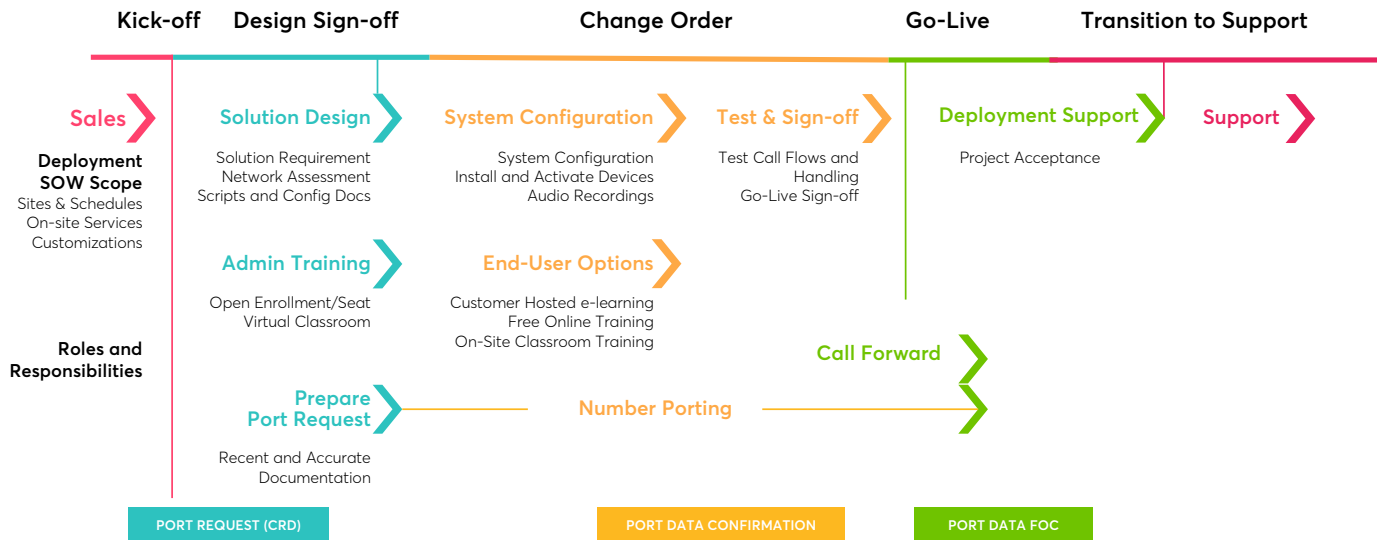 Kick-off
Design Sign-off
Change Order
Go-Live
Transition to Support
Sales
Deployment
SOW Scope
Sites & Schedules
On-site Services
Customizations
Roles and
Responsibilities
Solution Design
Solution Requirement
Network Assessment
Scripts and Config Docs
Admin Training
Open Enrollment/Seat
Virtual Classroom
Prepare
Port Request
Recent and Accurate
Documentation
System Configuration
System Configuration
Install and Activate Devices
Audio Recordings
End-User Options
Customer Hosted e-learning
Free Online Training
On-Site Classroom Training
Number Porting
Test & Sign-off
Test Call Flows and
Handling
Go-Live Sign-off
Call Forward
Deployment Support
Project Acceptance
Support
PORT REQUEST (CRD)
PORT DATA CONFIRMATION
PORT DATA FOC